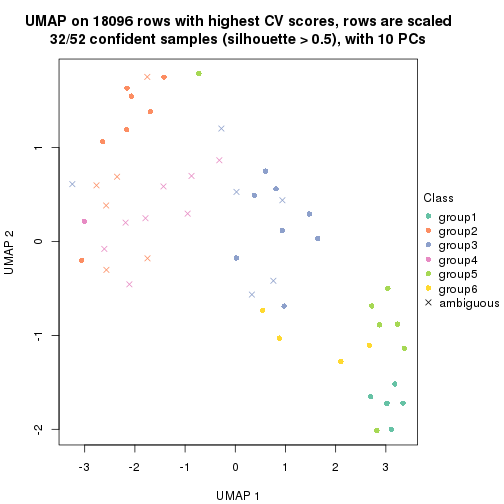 UMAP on 18096 rows with highest CV scores, rows are scaled
32/52 confident samples (silhouette > 0.5), with 10 PCs
UMAP 2
1
0
-1
-2
-3
-2
-1
0
1
2
3
UMAP 1
Class
group1
group2
group3
group4
group5
group6
ambiguous